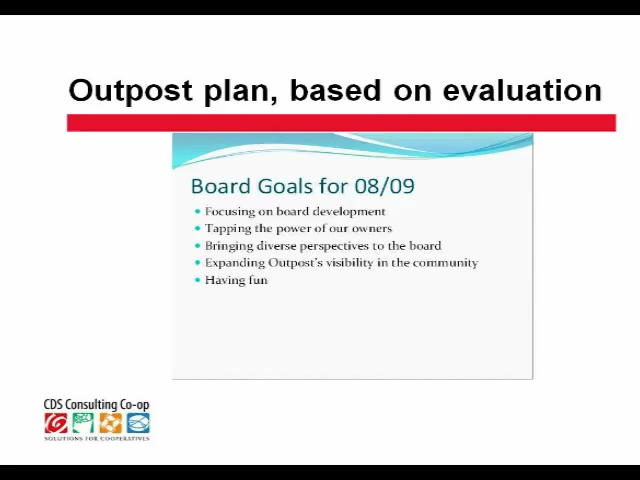 Outpost plan, based on evaluation
Board Goals for 08/09
• Focusing on board development
• Tapping the power of our owners
• Bringing diverse perspectives to the board
• Expanding Outpost's visibility in the community
• Having fun
CDS Consulting Co-op
SOLUTIONS FOR COOPERATIVES